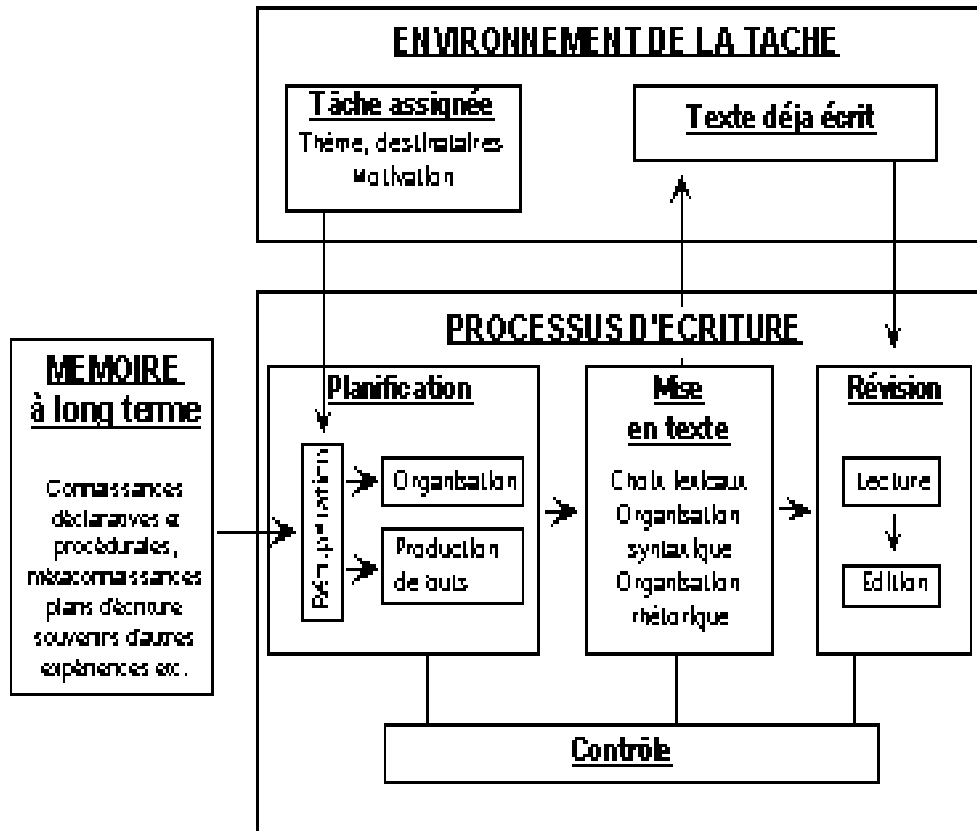 ENVIRONNEMENT DE LA TACHE
Tâche assignée
Thème, destinataires
Motivation
Texte déja écrit
PROCESSUS D'ECRITURE
MEMOIRE
à long terme
Connaissances
déclaratives et
procédurales,
métaconnaissances
plans d'écriture
souvenirs d'autres
expériences etc.
Planification
Récupération
Organisation
Production
de buts
Mise
en texte
Choix lexicaux
Organisation
syntaxique
Organisation
rhétorique
Révision
Lecture
Edition
Contrôle